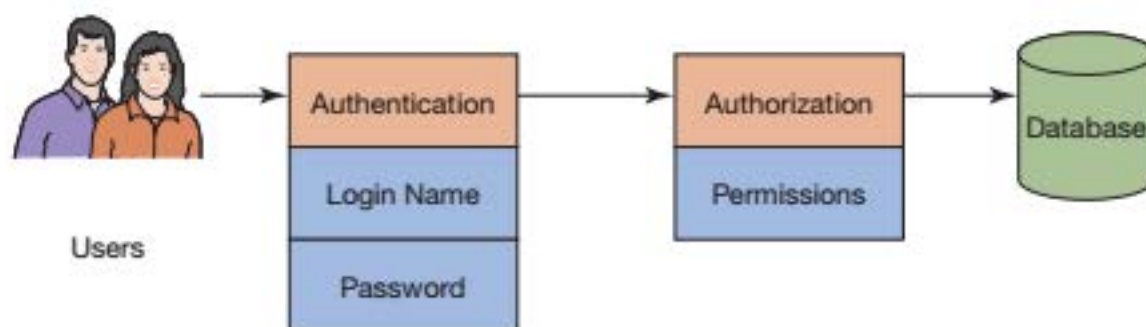 Users
Authentication
Login Name
Password
Authorization
Permissions
Database